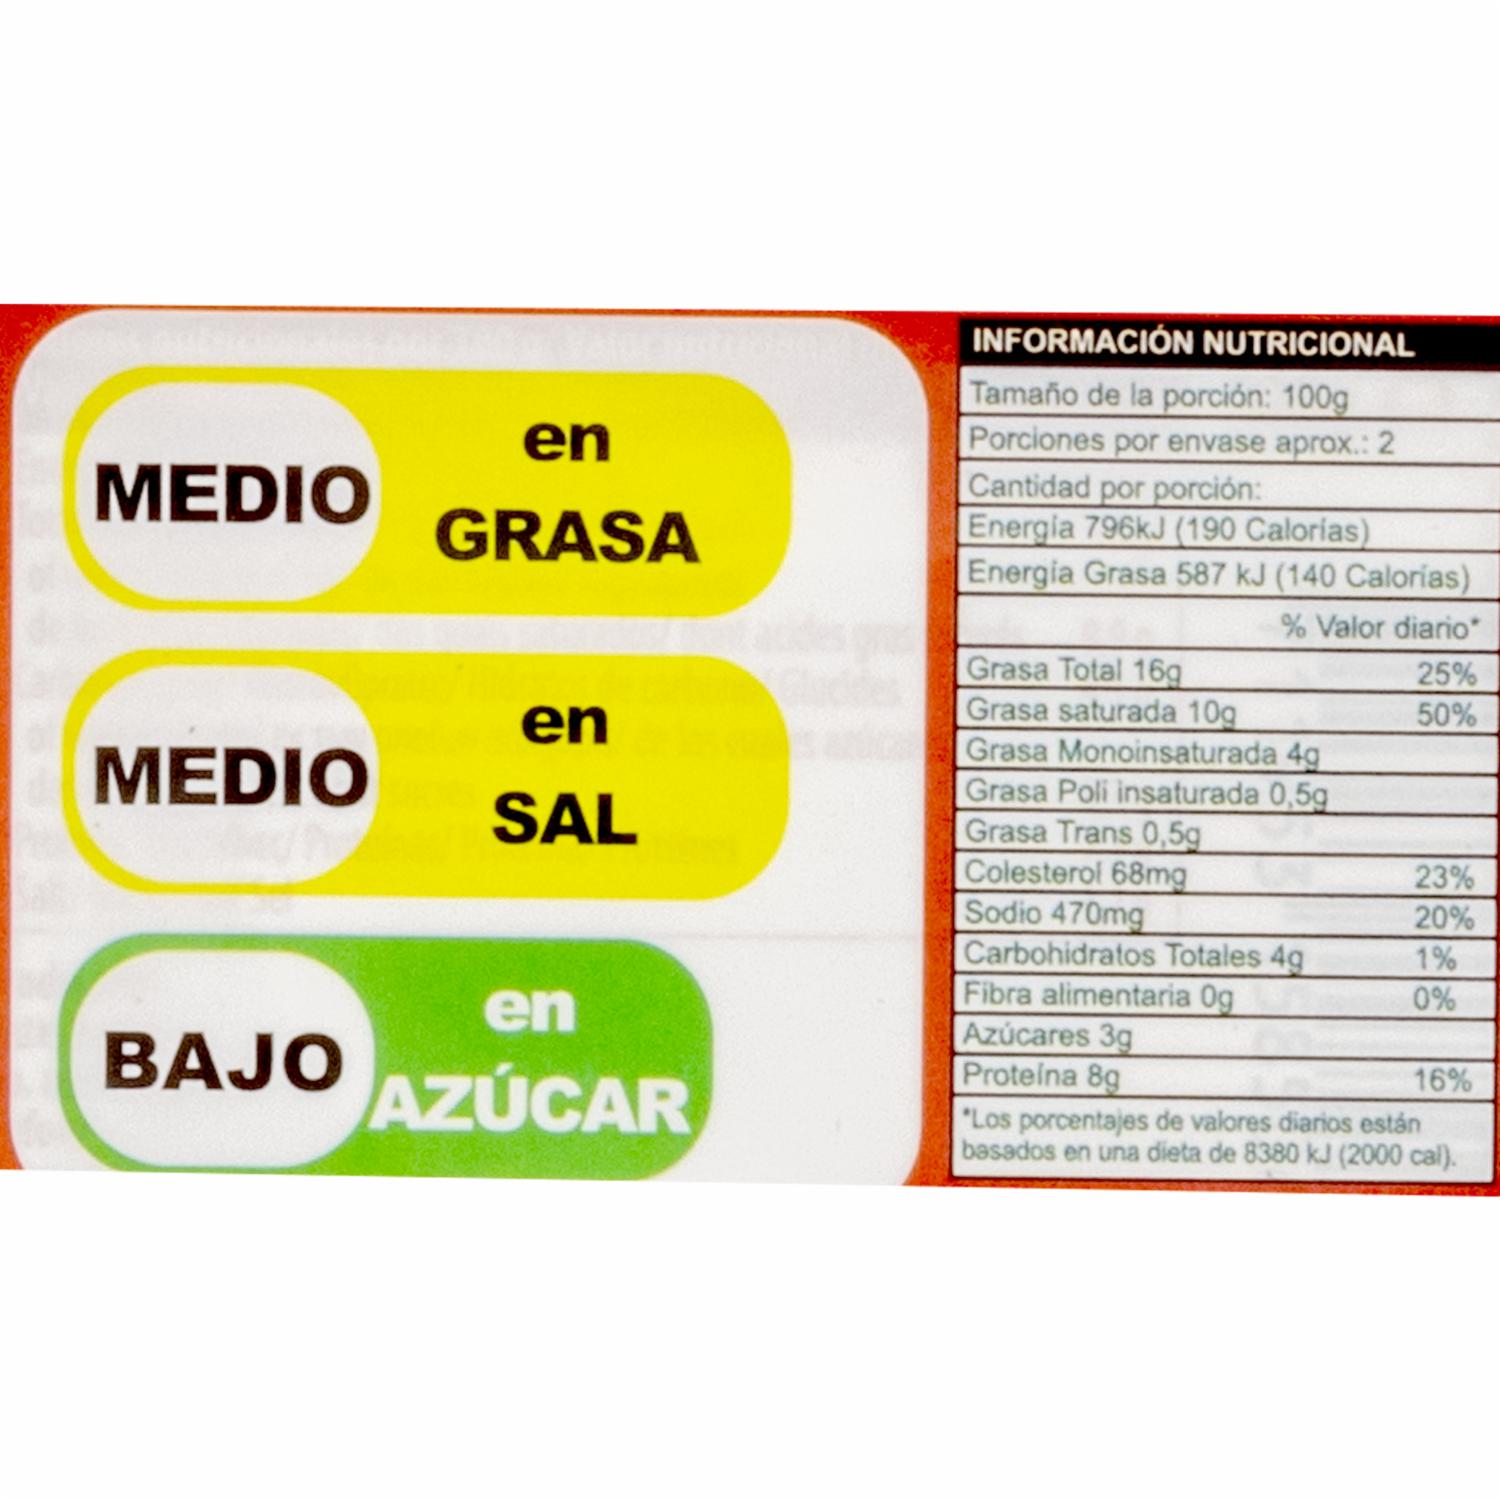 MEDIO
en
GRASA
MEDIO
en
SAL
BAJO
en
AZÚCAR
INFORMACIÓN NUTRICIONAL
Tamaño de la porción: 100g
Porciones por envase aprox.: 2
Cantidad por porción:
Energía 796kJ (190 Calorías)
Energía Grasa 587 kJ (140 Calorías)
% Valor diario*
Grasa Total 16g 25%
Grasa saturada 10g 50%
Grasa Monoinsaturada 4g
Grasa Poli insaturada 0,5g
Grasa Trans 0,5g
Colesterol 68mg 23%
Sodio 470mg 20%
Carbohidratos Totales 4g 1%
Fibra alimentaria 0g 0%
Azúcares 3g
Proteína 8g 16%
*Los porcentajes de valores diarios están
basados en una dieta de 8380 kJ (2000 cal).